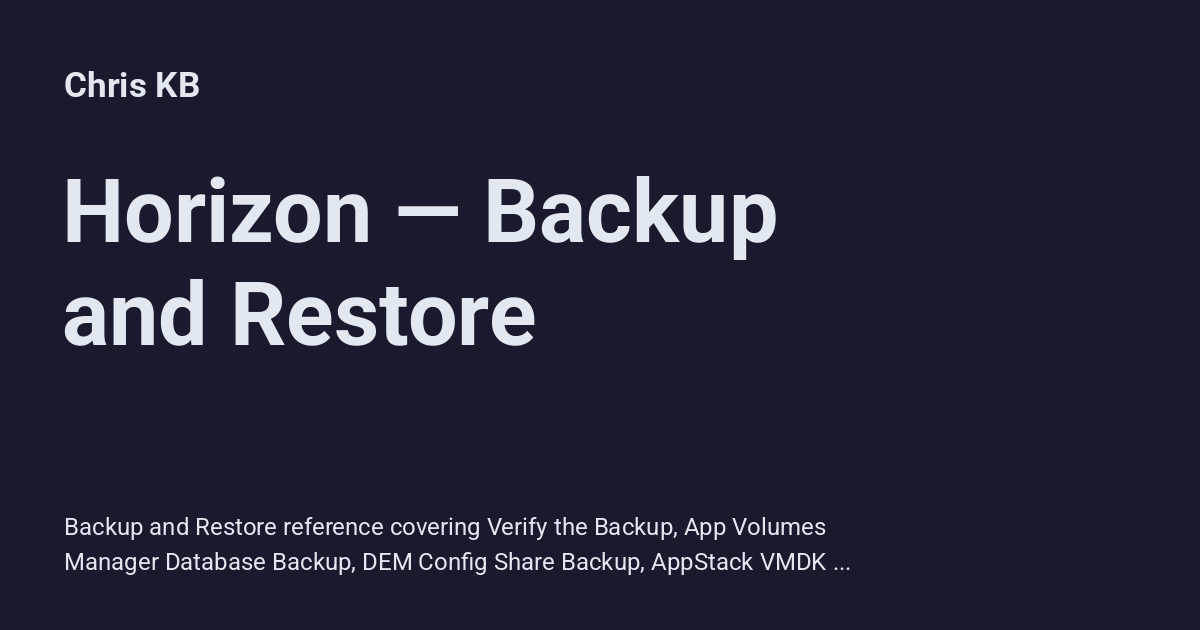 Chris KB
Horizon — Backup
and Restore
Backup and Restore reference covering Verify the Backup, App Volumes
Manager Database Backup, DEM Config Share Backup, AppStack VMDK ...